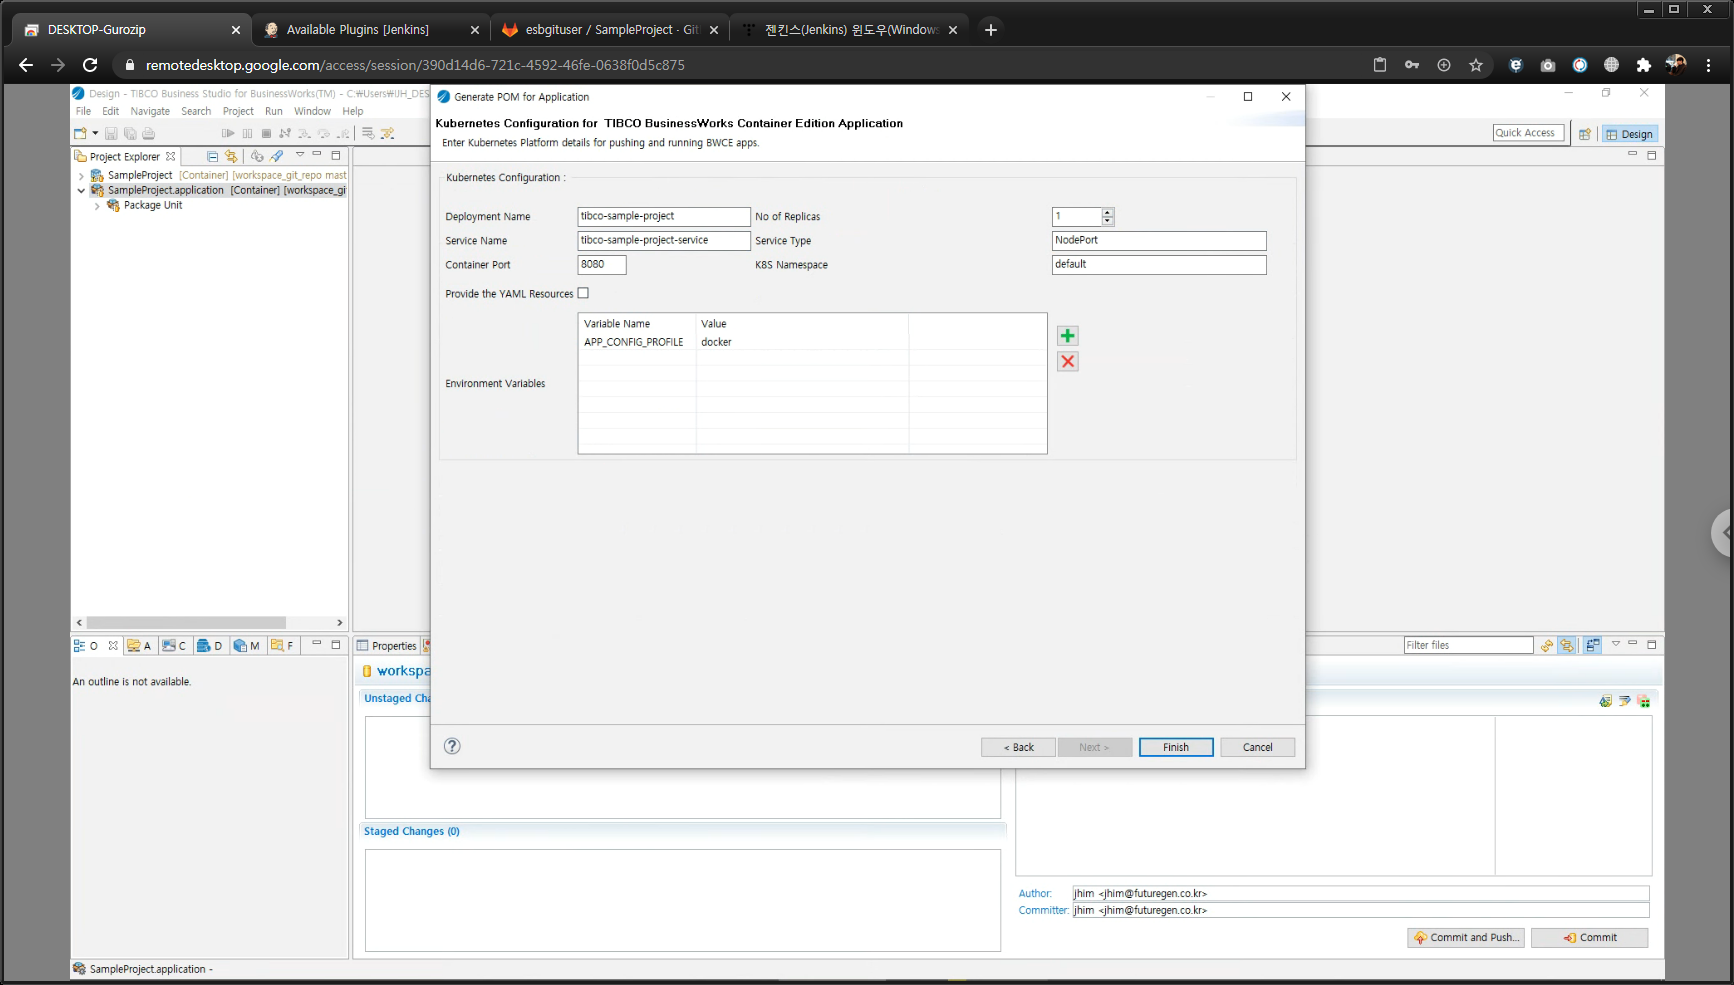 DESKTOP-Gurozip
Available Plugins [Jenkins]
esbgituser / SampleProject · Git
젠킨스(Jenkins) 윈도우(Windows
remotedesktop.google.com/access/session/390d14d6-721c-4592-46fe-0638f0d5c875
Design - TIBCO Business Studio for BusinessWorks(TM) - C:₩Users₩IJH_DES
File Edit Navigate Search Project Run Window Help
Quick Access
Design
Project Explorer
SampleProject [Container] [workspace_git_repo mast
SampleProject.application [Container] [workspace_gi
Package Unit
Generate POM for Application
Kubernetes Configuration for TIBCO BusinessWorks Container Edition Application
Enter Kubernetes Platform details for pushing and running BWCE apps.
Kubernetes Configuration :
Deployment Name tibco-sample-project No of Replicas 1
Service Name tibco-sample-project-service Service Type NodePort
Container Port 8080 K8S Namespace default
Provide the YAML Resources
Variable Name Value
APP_CONFIG_PROFILE docker
Environment Variables
< Back Next > Finish Cancel
O A C D M F
An outline is not available.
Properties
Filter files
workspa
Unstaged Cha
Staged Changes (0)
Author: jhim <jhim@futuregen.co.kr>
Committer: jhim <jhim@futuregen.co.kr>
Commit and Push... Commit
SampleProject.application -